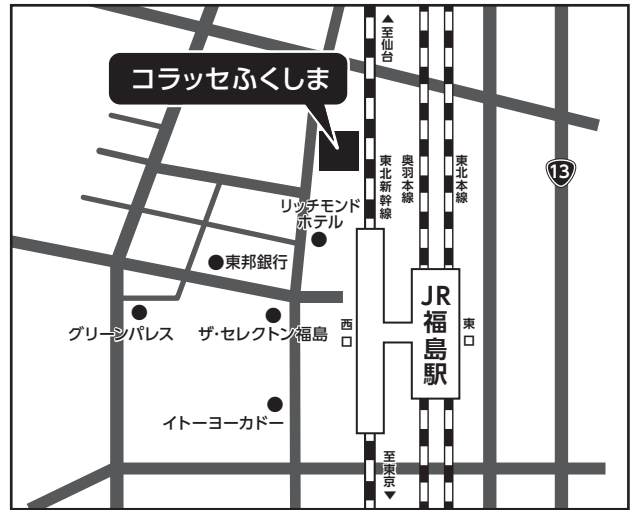 ▲至仙台
コラッセふくしま
東北新幹線
奥羽本線
東北本線
13
リッチモンド
ホテル
東邦銀行
グリーンパレス
ザ・セレクトン福島
西口
JR福島駅
東口
イトーヨーカドー
至東京▼